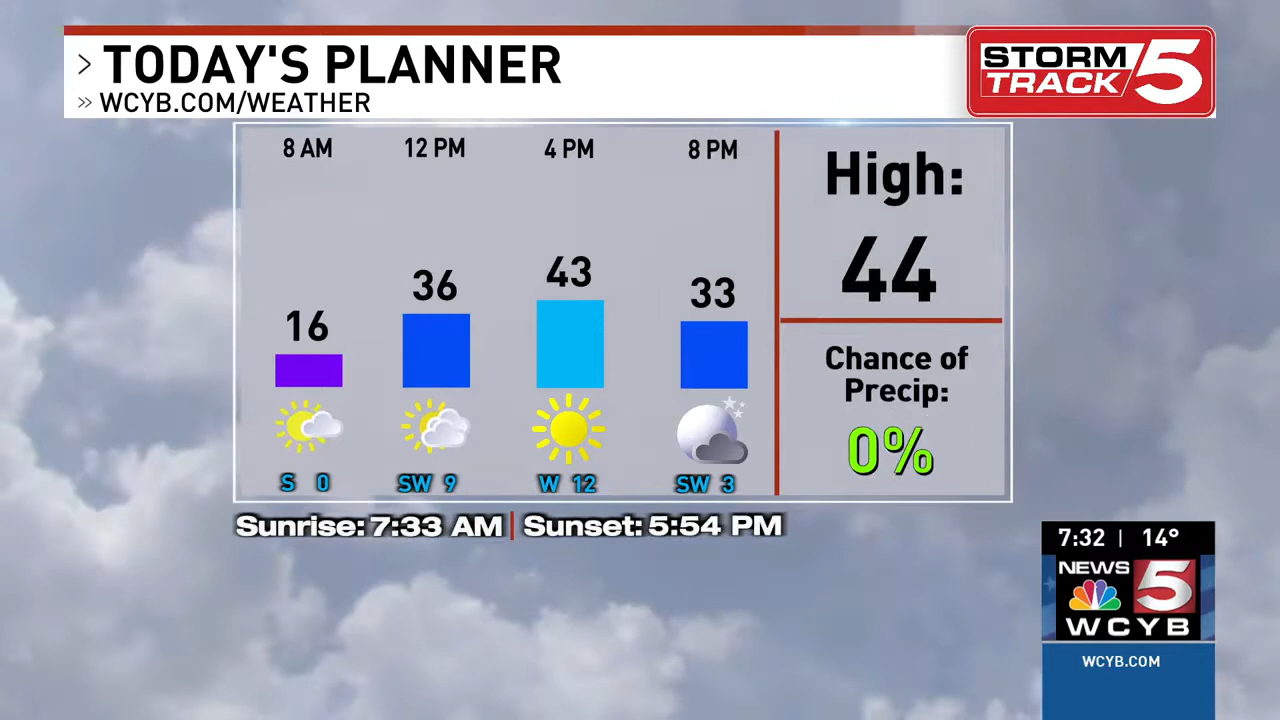 TODAY'S PLANNER
WCYB.COM/WEATHER
STORM
TRACK 5
8 AM 12 PM 4 PM 8 PM
16 36 43 33
S 0 SW 9 W 12 SW 3
High:
44
Chance of
Precip:
0%
Sunrise: 7:33 AM | Sunset: 5:54 PM
7:32 | 14°
NEWS 5
WCYB
WCYB.COM